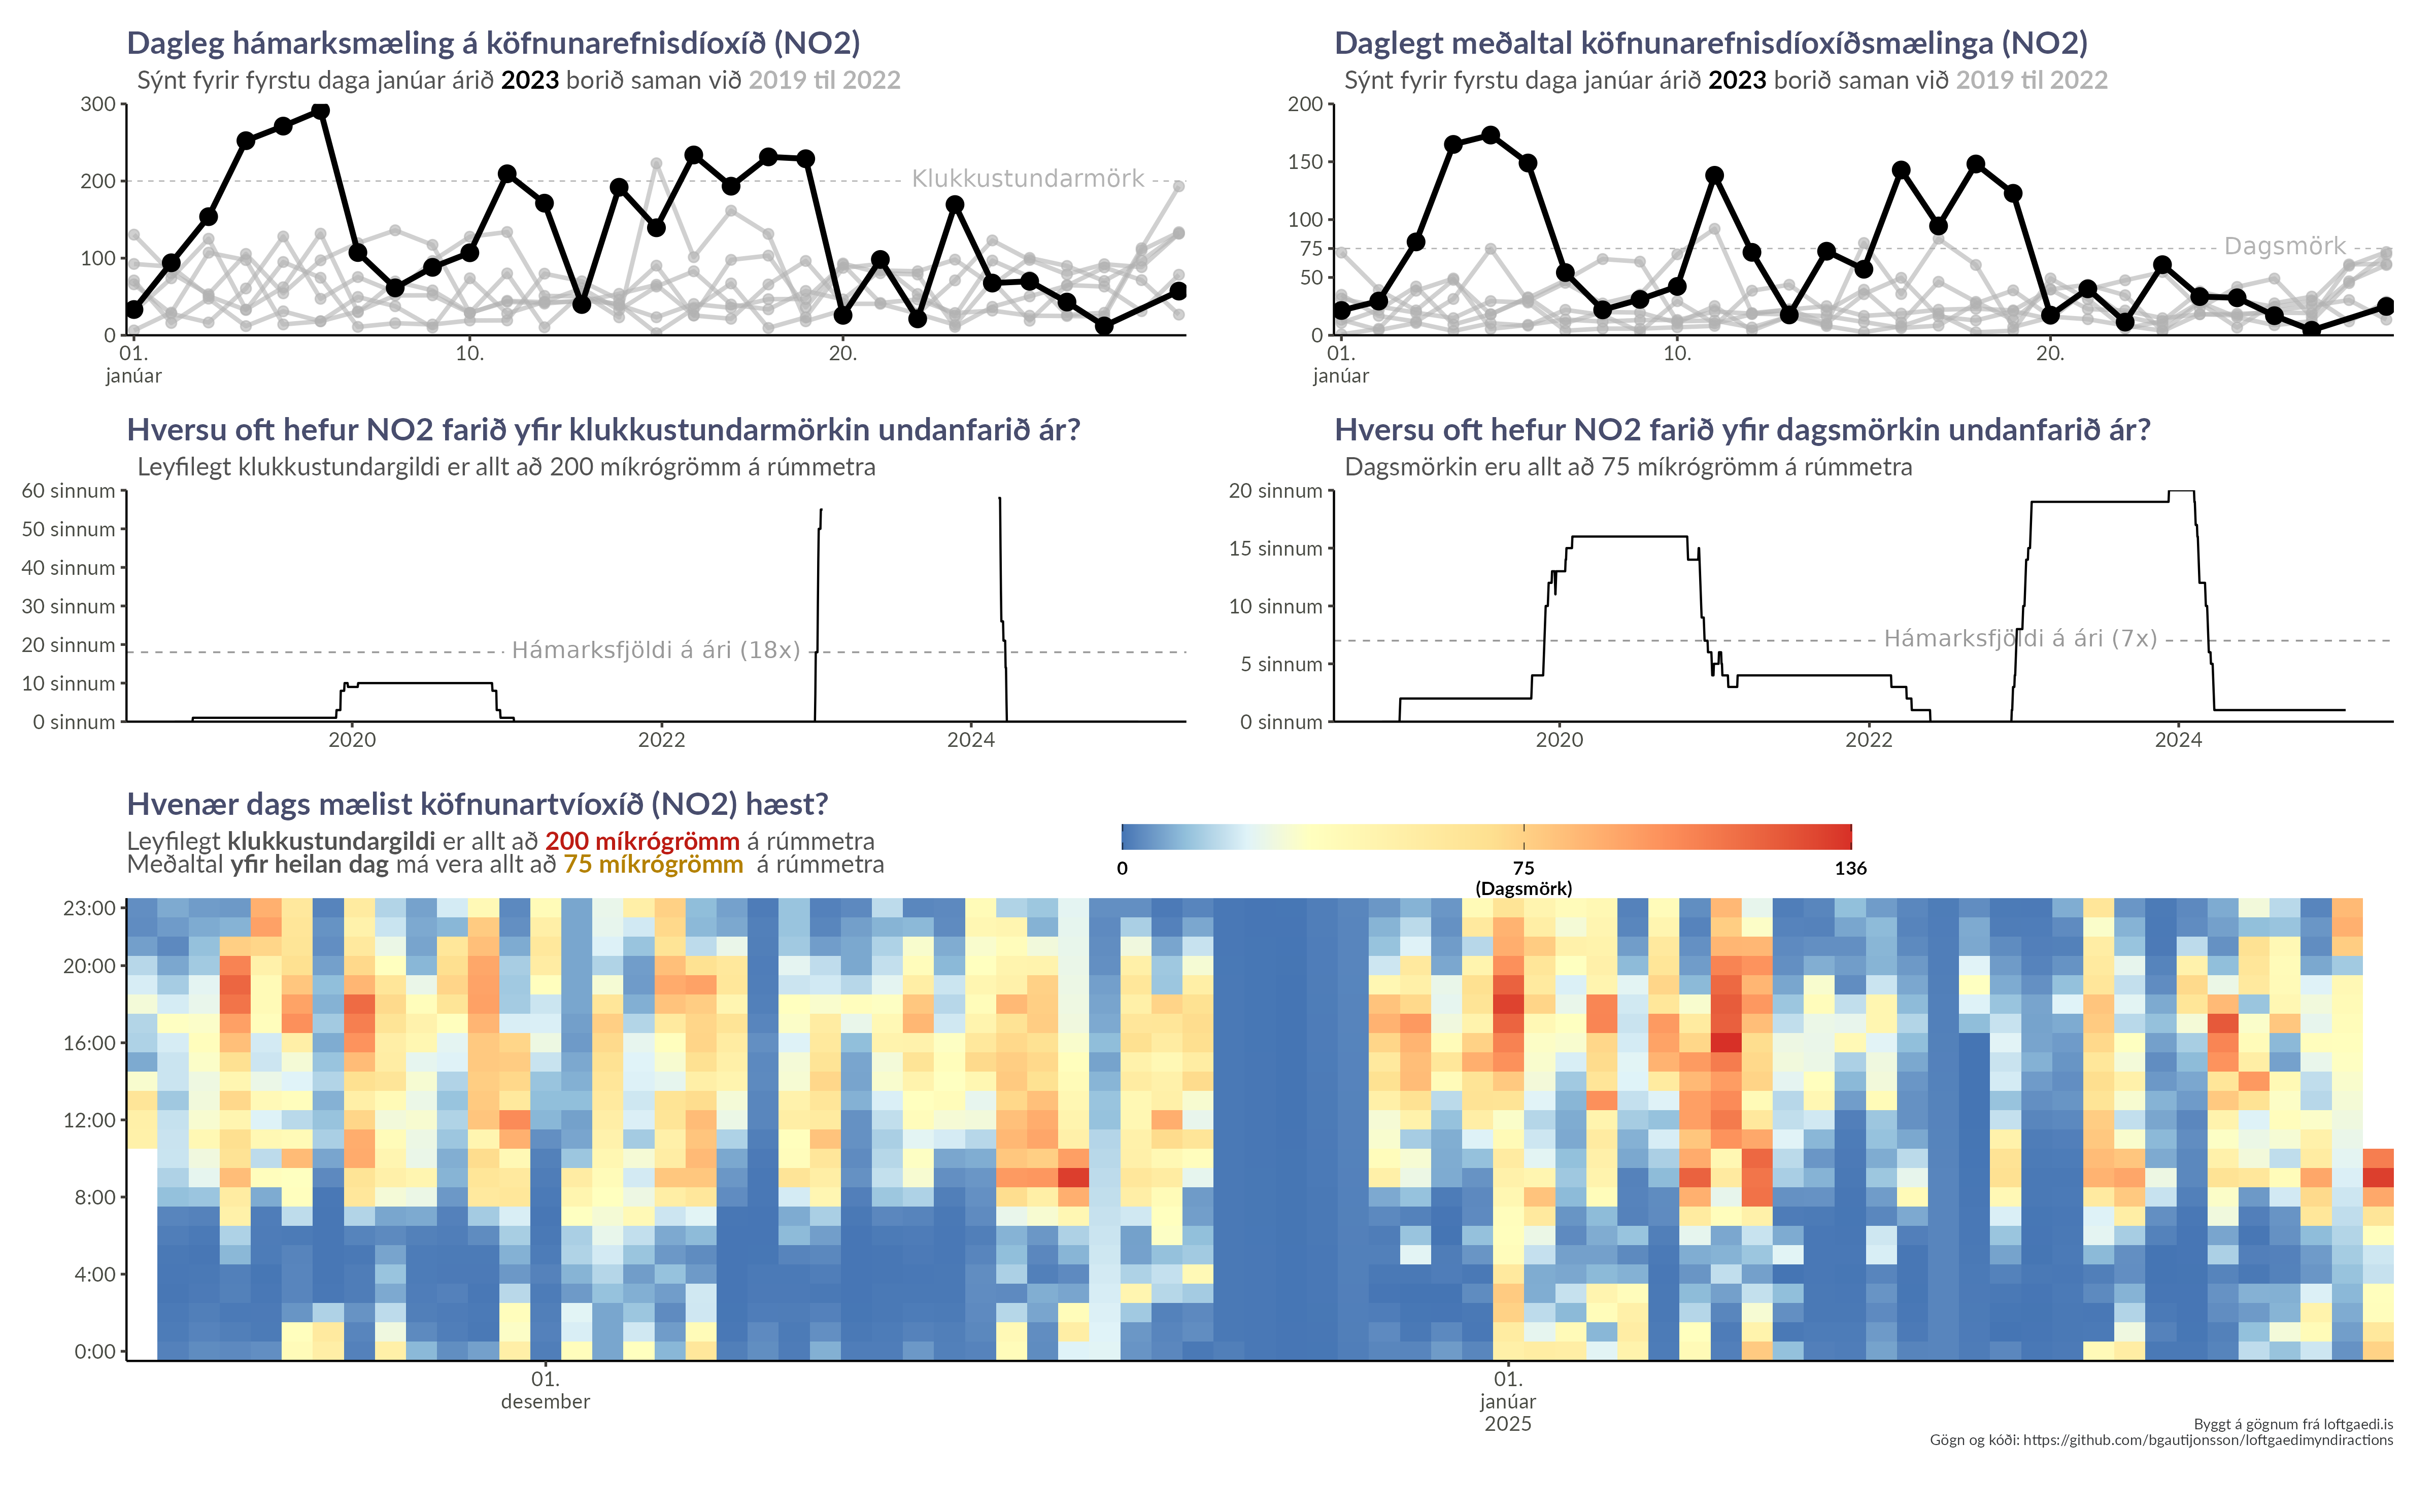 Dagleg hámarksmæling á köfnunarefnisdíoxíð (NO2)
Sýnt fyrir fyrstu daga janúar árið 2023 borið saman við 2019 til 2022
300
200
100
0
Klukkustundarmörk
01.
janúar
10.
20.
Daglegt meðaltal köfnunarefnisdíoxíðsmælinga (NO2)
Sýnt fyrir fyrstu daga janúar árið 2023 borið saman við 2019 til 2022
200
150
100
75
50
0
Dagsmörk
01.
janúar
10.
20.
Hversu oft hefur NO2 farið yfir klukkustundarmörkin undanfarið ár?
Leyfilegt klukkustundargildi er allt að 200 míkrógrömm á rúmmetra
60 sinnum
50 sinnum
40 sinnum
30 sinnum
20 sinnum
10 sinnum
0 sinnum
Hámarksfjöldi á ári (18x)
2020
2022
2024
Hversu oft hefur NO2 farið yfir dagsmörkin undanfarið ár?
Dagsmörkin eru allt að 75 míkrógrömm á rúmmetra
20 sinnum
15 sinnum
10 sinnum
5 sinnum
0 sinnum
Hámarksfjöldi á ári (7x)
2020
2022
2024
Hvenær dags mælist köfnunartvíoxíð (NO2) hæst?
Leyfilegt klukkustundargildi er allt að 200 míkrógrömm á rúmmetra
Meðaltal yfir heilan dag má vera allt að 75 míkrógrömm á rúmmetra
0
75
(Dagsmörk)
136
23:00
20:00
16:00
12:00
8:00
4:00
0:00
01.
desember
01.
janúar
2025
Byggt á gögnum frá loftgaedi.is
Gögn og kóði: https://github.com/bgautijonsson/loftgaedimyndiractions